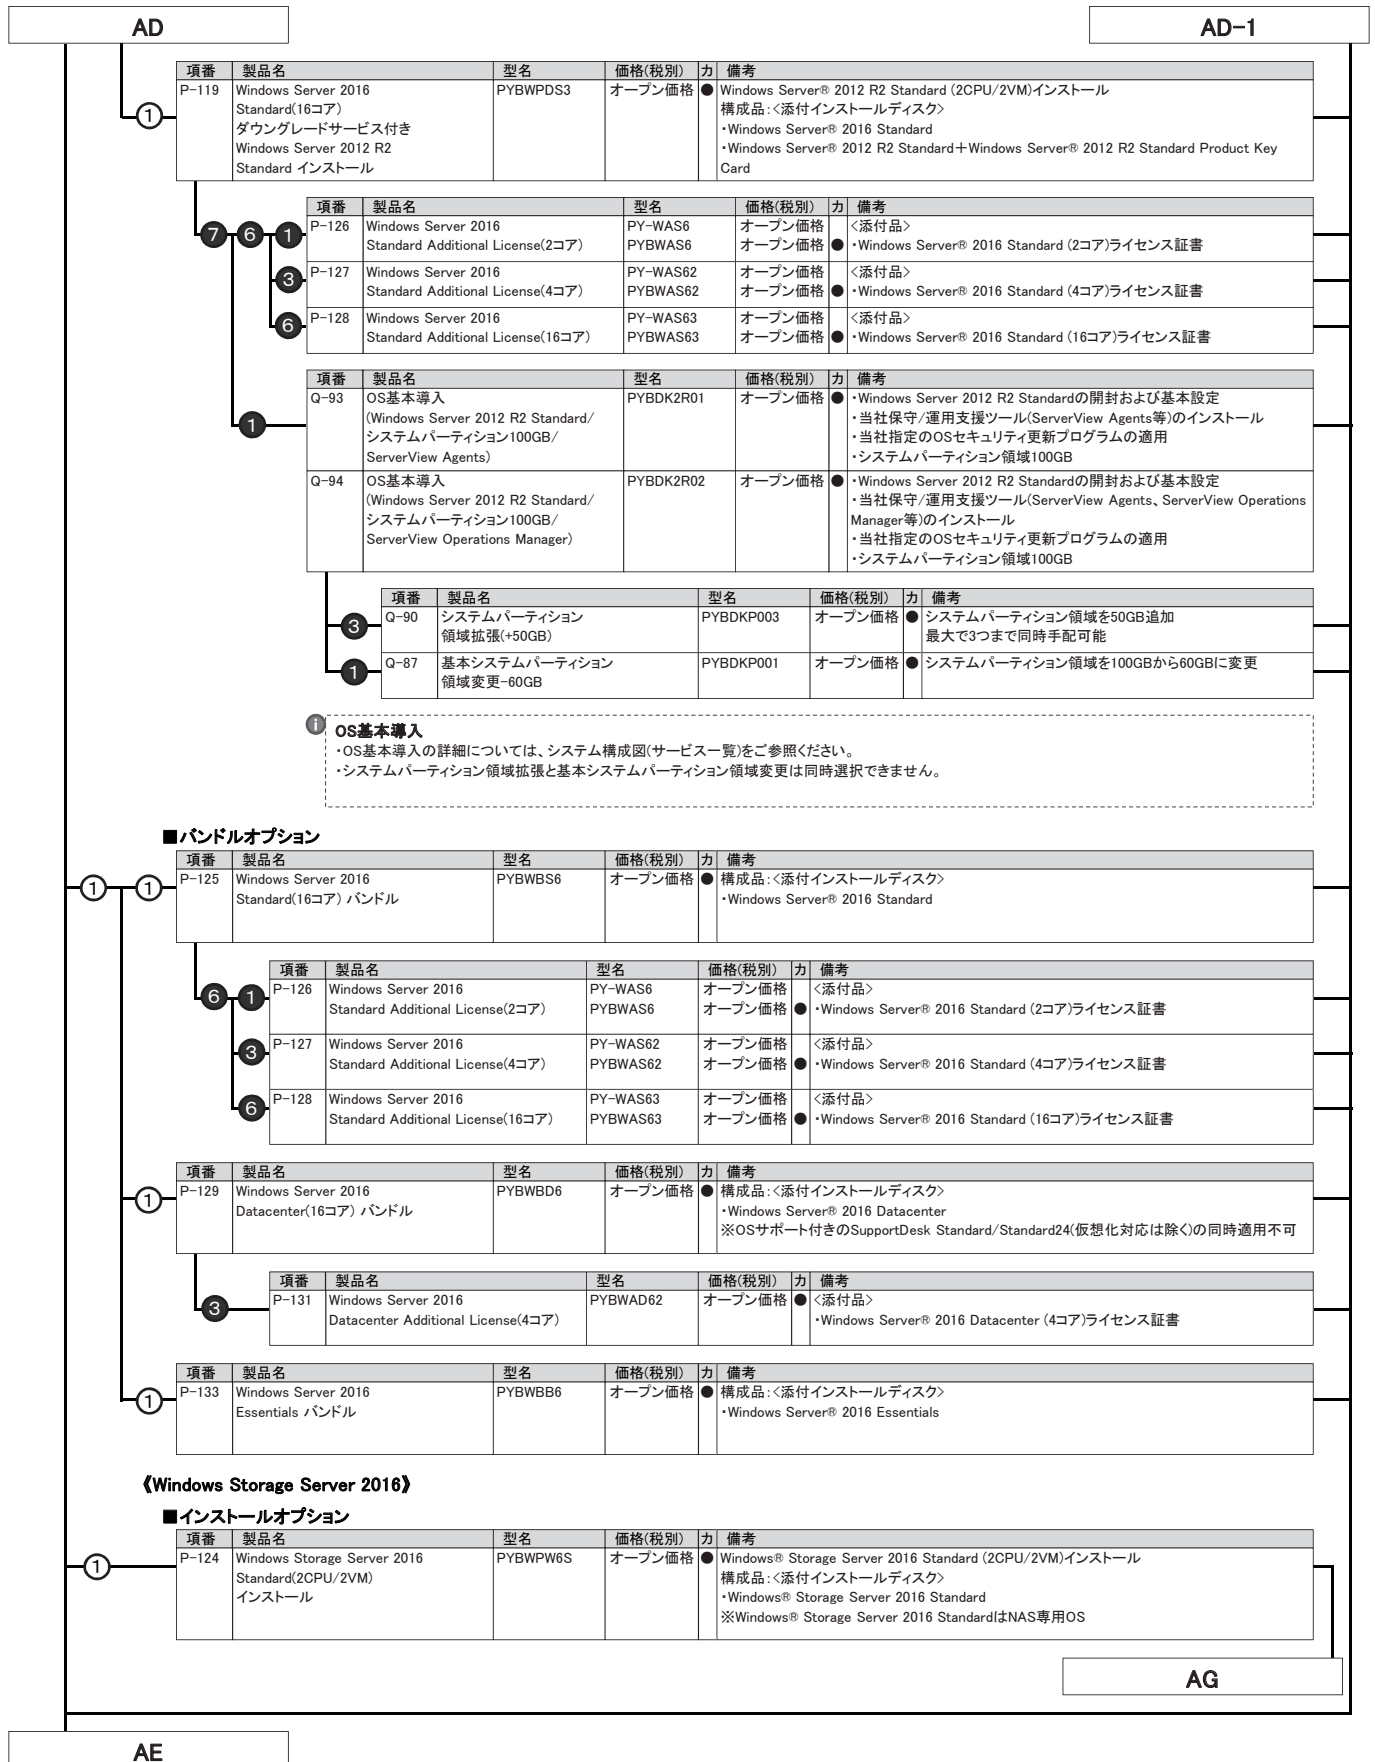 AD
AD-1
項番 製品名 型名 価格(税別) カ 備考
P-119 Windows Server 2016 PYBWPDS3 オープン価格 ● Windows Server® 2012 R2 Standard (2CPU/2VM)インストール
Standard(16コア) 構成品:<添付インストールディスク>
① ダウングレードサービス付き ・Windows Server® 2016 Standard
Windows Server 2012 R2 ・Windows Server® 2012 R2 Standard+Windows Server® 2012 R2 Standard Product Key
Standard インストール Card
項番 製品名 型名 価格(税別) カ 備考
❼ ❻ ❶ P-126 Windows Server 2016 PY-WAS6 オープン価格 <添付品>
Standard Additional License(2コア) PYBWAS6 オープン価格 ● ・Windows Server® 2016 Standard (2コア)ライセンス証書
❸ P-127 Windows Server 2016 PY-WAS62 オープン価格 <添付品>
Standard Additional License(4コア) PYBWAS62 オープン価格 ● ・Windows Server® 2016 Standard (4コア)ライセンス証書
❻ P-128 Windows Server 2016 PY-WAS63 オープン価格 <添付品>
Standard Additional License(16コア) PYBWAS63 オープン価格 ● ・Windows Server® 2016 Standard (16コア)ライセンス証書
項番 製品名 型名 価格(税別) カ 備考
Q-93 OS基本導入 PYBDK2R01 オープン価格 ● ・Windows Server 2012 R2 Standardの開封および基本設定
❶ (Windows Server 2012 R2 Standard/ ・当社保守/運用支援ツール(ServerView Agents等)のインストール
システムパーティション100GB/ ・当社指定のOSセキュリティ更新プログラムの適用
ServerView Agents) ・システムパーティション領域100GB
Q-94 OS基本導入 PYBDK2R02 オープン価格 ● ・Windows Server 2012 R2 Standardの開封および基本設定
(Windows Server 2012 R2 Standard/ ・当社保守/運用支援ツール(ServerView Agents、ServerView Operations
システムパーティション100GB/ Manager等)のインストール
ServerView Operations Manager) ・当社指定のOSセキュリティ更新プログラムの適用
・システムパーティション領域100GB
項番 製品名 型名 価格(税別) カ 備考
❸ Q-90 システムパーティション PYBDKP003 オープン価格 ● システムパーティション領域を50GB追加
領域拡張(+50GB) 最大で3つまで同時手配可能
❶ Q-87 基本システムパーティション PYBDKP001 オープン価格 ● システムパーティション領域を100GBから60GBに変更
領域変更-60GB
i OS基本導入
・OS基本導入の詳細については、システム構成図(サービス一覧)をご参照ください。
・システムパーティション領域拡張と基本システムパーティション領域変更は同時選択できません。
■バンドルオプション
項番 製品名 型名 価格(税別) カ 備考
① ① P-125 Windows Server 2016 PYBWBS6 オープン価格 ● 構成品:<添付インストールディスク>
Standard(16コア) バンドル ・Windows Server® 2016 Standard
項番 製品名 型名 価格(税別) カ 備考
❻ ❶ P-126 Windows Server 2016 PY-WAS6 オープン価格 <添付品>
Standard Additional License(2コア) PYBWAS6 オープン価格 ● ・Windows Server® 2016 Standard (2コア)ライセンス証書
❸ P-127 Windows Server 2016 PY-WAS62 オープン価格 <添付品>
Standard Additional License(4コア) PYBWAS62 オープン価格 ● ・Windows Server® 2016 Standard (4コア)ライセンス証書
❻ P-128 Windows Server 2016 PY-WAS63 オープン価格 <添付品>
Standard Additional License(16コア) PYBWAS63 オープン価格 ● ・Windows Server® 2016 Standard (16コア)ライセンス証書
項番 製品名 型名 価格(税別) カ 備考
① P-129 Windows Server 2016 PYBWBD6 オープン価格 ● 構成品:<添付インストールディスク>
Datacenter(16コア) バンドル ・Windows Server® 2016 Datacenter
※OSサポート付きのSupportDesk Standard/Standard24(仮想化対応は除く)の同時適用不可
項番 製品名 型名 価格(税別) カ 備考
❸ P-131 Windows Server 2016 PYBWAD62 オープン価格 ● <添付品>
Datacenter Additional License(4コア) ・Windows Server® 2016 Datacenter (4コア)ライセンス証書
項番 製品名 型名 価格(税別) カ 備考
① P-133 Windows Server 2016 PYBWBB6 オープン価格 ● 構成品:<添付インストールディスク>
Essentials バンドル ・Windows Server® 2016 Essentials
《Windows Storage Server 2016》
■インストールオプション
項番 製品名 型名 価格(税別) カ 備考
① P-124 Windows Storage Server 2016 PYBWPW6S オープン価格 ● Windows® Storage Server 2016 Standard (2CPU/2VM)インストール
Standard(2CPU/2VM) 構成品:<添付インストールディスク>
インストール ・Windows® Storage Server 2016 Standard
※Windows® Storage Server 2016 StandardはNAS専用OS
AG
AE